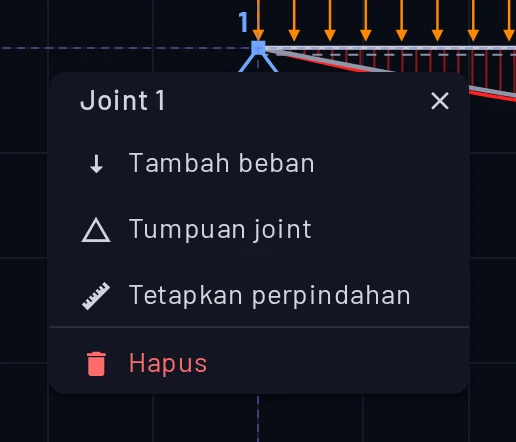 1
Joint 1
Tambah beban
Tumpuan joint
Tetapkan perpindahan
Hapus